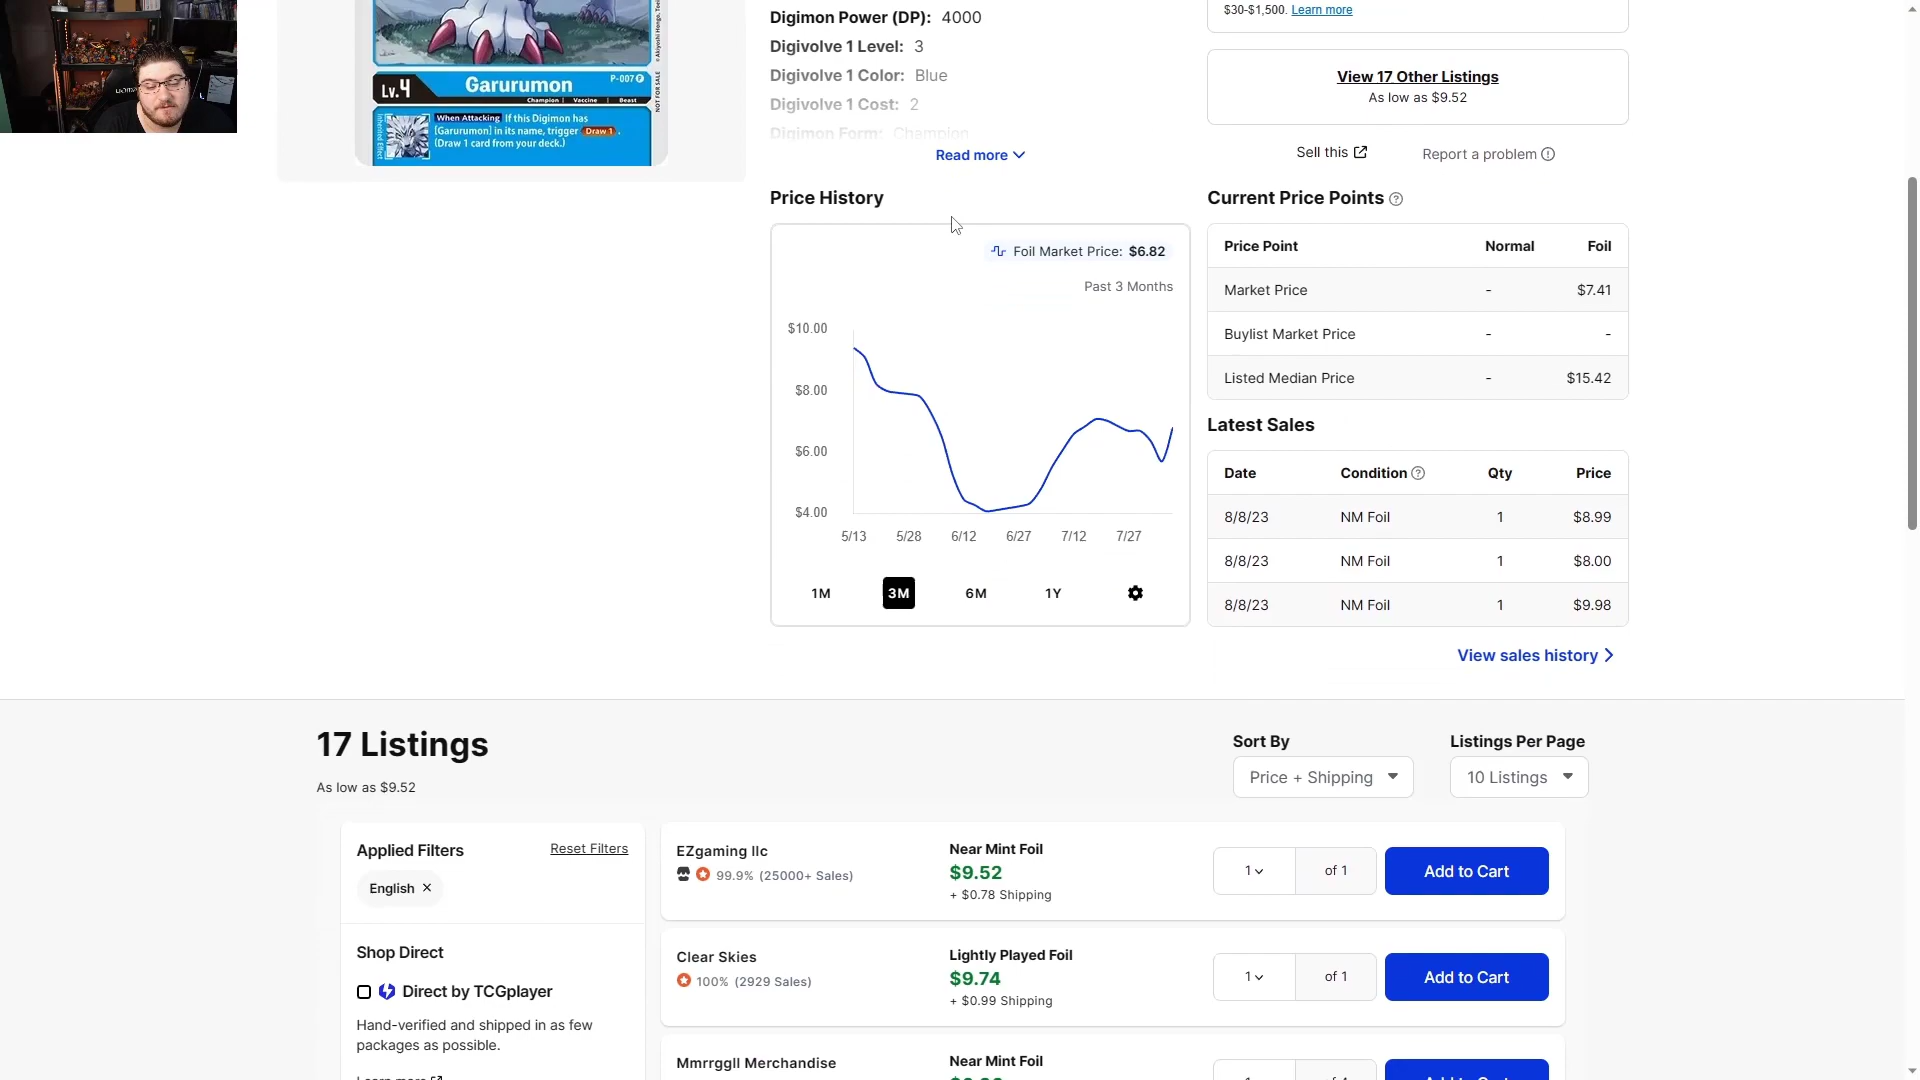 Digimon Power (DP): 4000
Digivolve 1 Level: 3
Digivolve 1 Color: Blue
Digivolve 1 Cost: 2
Digimon Form: Champion
Read more
NOT FOR SALE
Lv.4
Garurumon
P-007
Champion | Vaccine | Beast
Inherited Effect
When Attacking If this Digimon has
[Garurumon] in its name, trigger Draw 1.
(Draw 1 card from your deck.)
$30-$1,500. Learn more
View 17 Other Listings
As low as $9.52
Sell this
Report a problem
Price History
Foil Market Price: $6.82
Past 3 Months
$10.00
$8.00
$6.00
$4.00
5/13 5/28 6/12 6/27 7/12 7/27
1M 3M 6M 1Y
Current Price Points ?
Price Point Normal Foil
Market Price - $7.41
Buylist Market Price - -
Listed Median Price - $15.42
Latest Sales
Date Condition ? Qty Price
8/8/23 NM Foil 1 $8.99
8/8/23 NM Foil 1 $8.00
8/8/23 NM Foil 1 $9.98
View sales history
17 Listings
As low as $9.52
Sort By
Price + Shipping
Listings Per Page
10 Listings
Applied Filters
Reset Filters
English ×
Shop Direct
Direct by TCGplayer
Hand-verified and shipped in as few
packages as possible.
EZgaming llc
99.9% (25000+ Sales)
Near Mint Foil
$9.52
+ $0.78 Shipping
1 of 1
Add to Cart
Clear Skies
100% (2929 Sales)
Lightly Played Foil
$9.74
+ $0.99 Shipping
1 of 1
Add to Cart
Mmrrggll Merchandise
Near Mint Foil